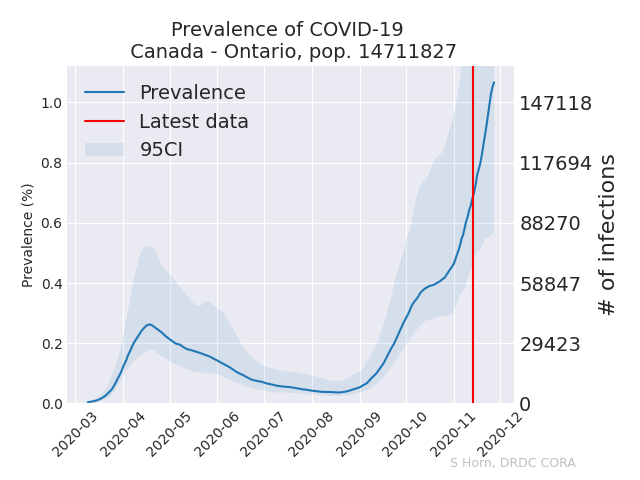 Prevalence of COVID-19
Canada - Ontario, pop. 14711827
Prevalence
Latest data
95CI
Prevalence (%)
1.0
0.8
0.6
0.4
0.2
0.0
147118
117694
88270
58847
29423
0
# of infections
2020-03
2020-04
2020-05
2020-06
2020-07
2020-08
2020-09
2020-10
2020-11
2020-12
S Horn, DRDC CORA